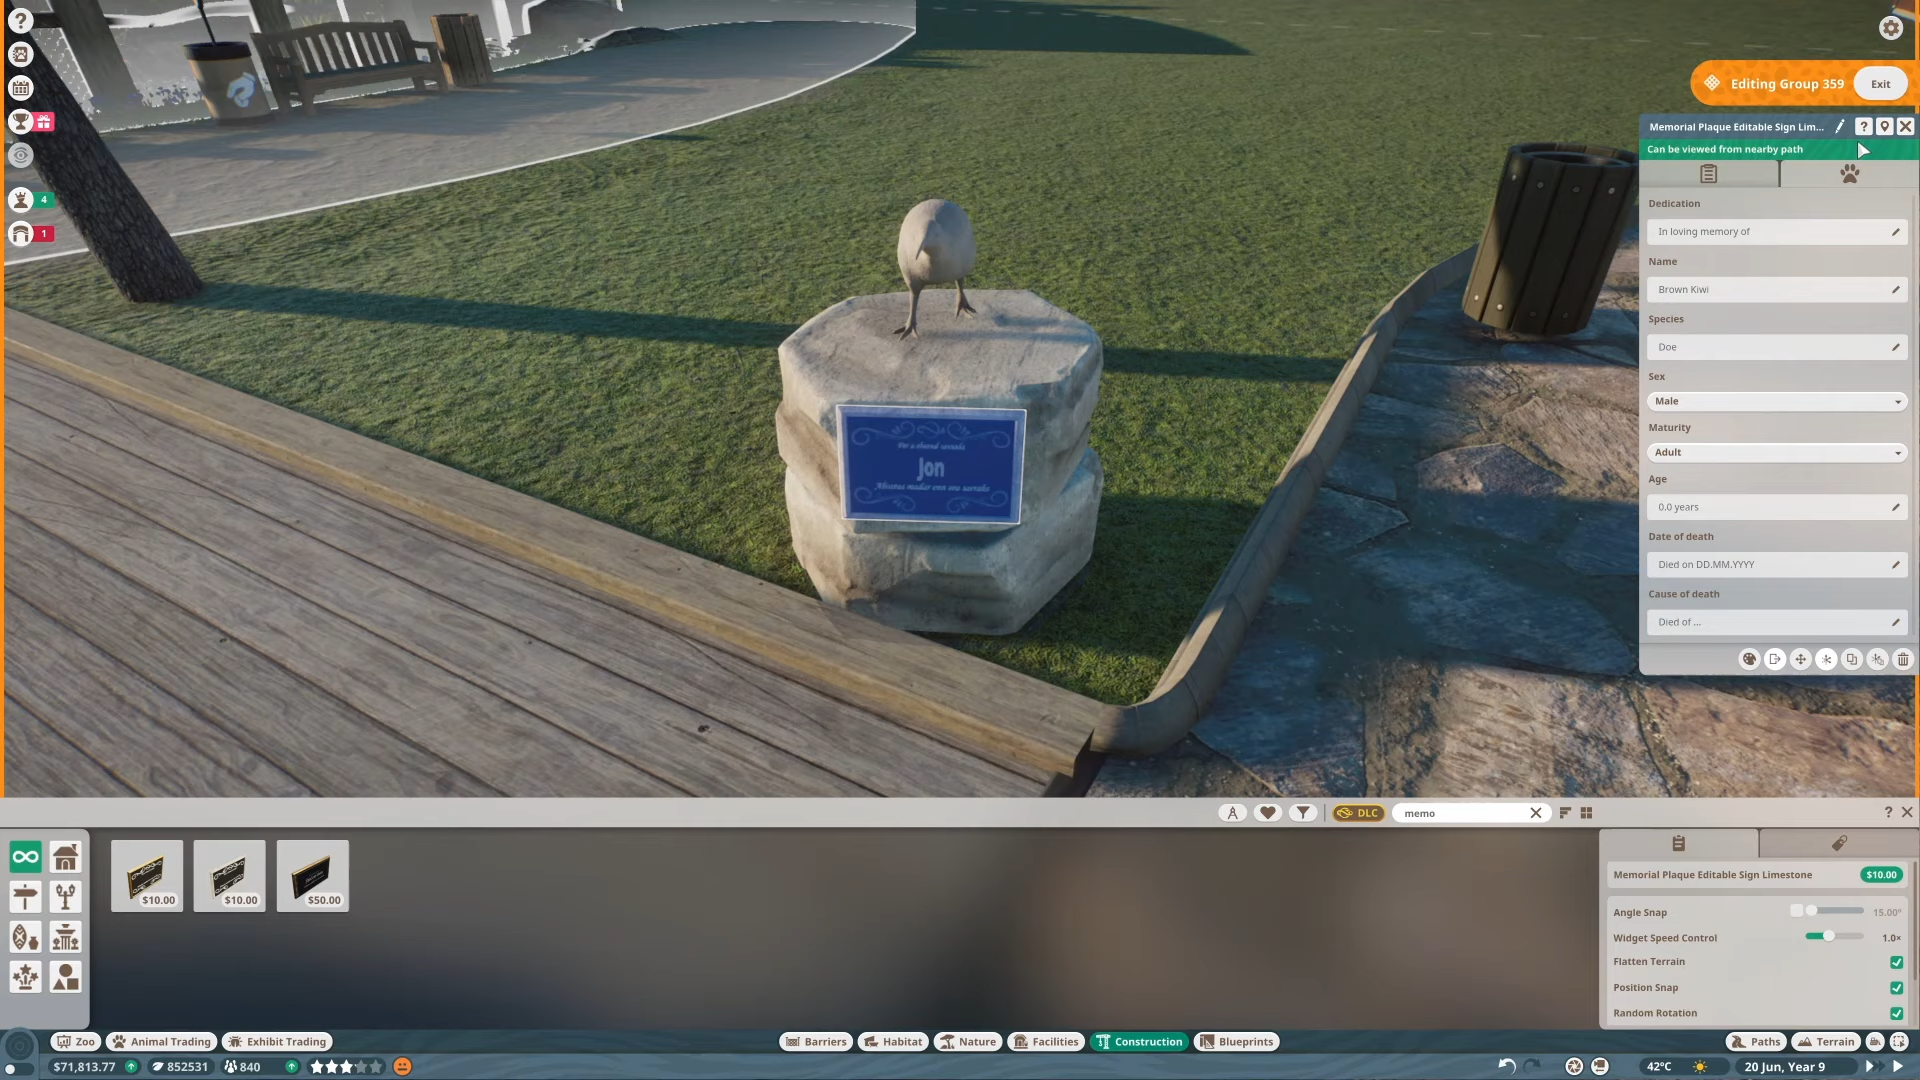 Editing Group 359
Exit
Memorial Plaque Editable Sign Lim...
?
Can be viewed from nearby path
4
1
Dedication
In loving memory of
Name
Brown Kiwi
Species
Doe
Sex
Male
Maturity
Adult
Age
0.0 years
Date of death
Died on DD.MM.YYYY
Cause of death
Died of ...
Jon
DLC
memo
?
$10.00
$10.00
$50.00
Memorial Plaque Editable Sign Limestone
$10.00
Angle Snap
15.00°
Widget Speed Control
1.0×
Flatten Terrain
Position Snap
Random Rotation
Zoo
Animal Trading
Exhibit Trading
Barriers
Habitat
Nature
Facilities
Construction
Blueprints
Paths
Terrain
$71,813.77
852531
840
42°C
20 Jun, Year 9